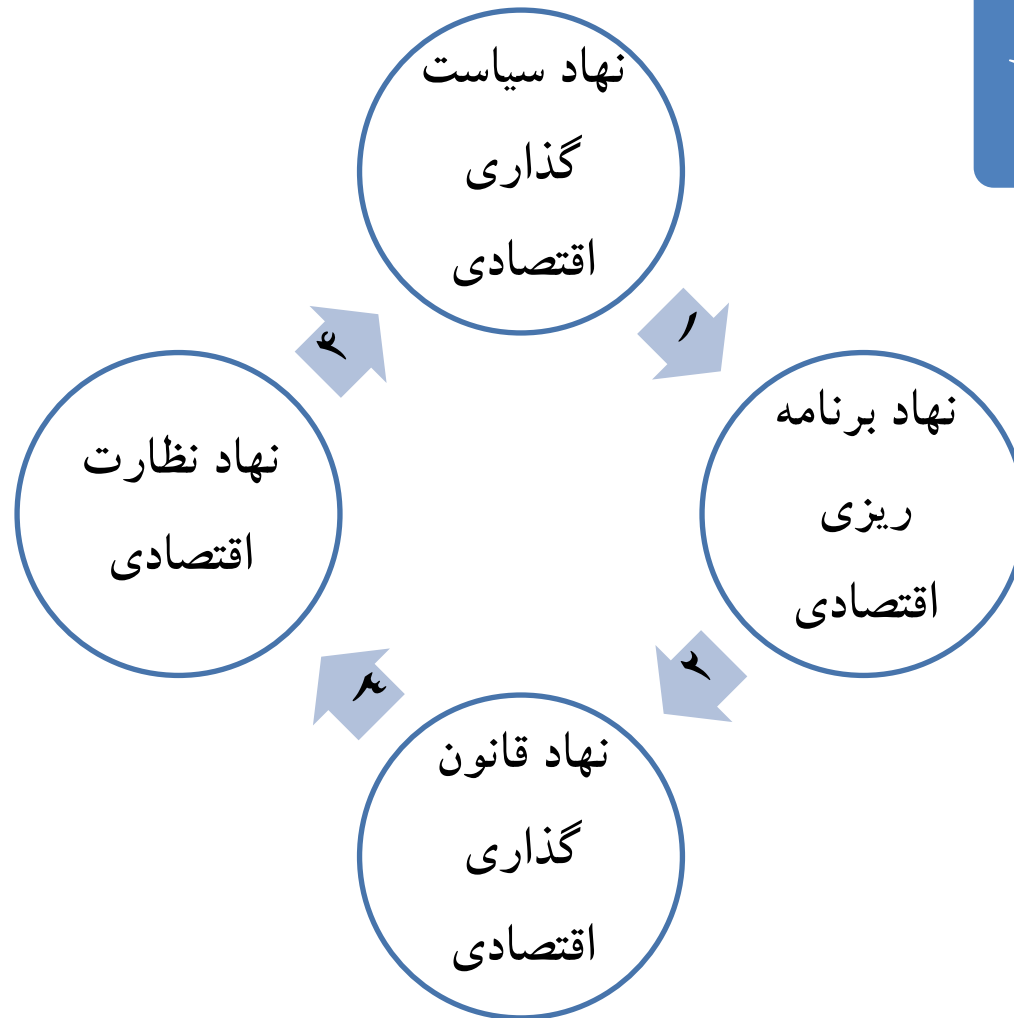 نهاد سیاست
گذاری
اقتصادی
۱
نهاد برنامه
ریزی
اقتصادی
۲
نهاد قانون
گذاری
اقتصادی
۳
نهاد نظارت
اقتصادی
۴